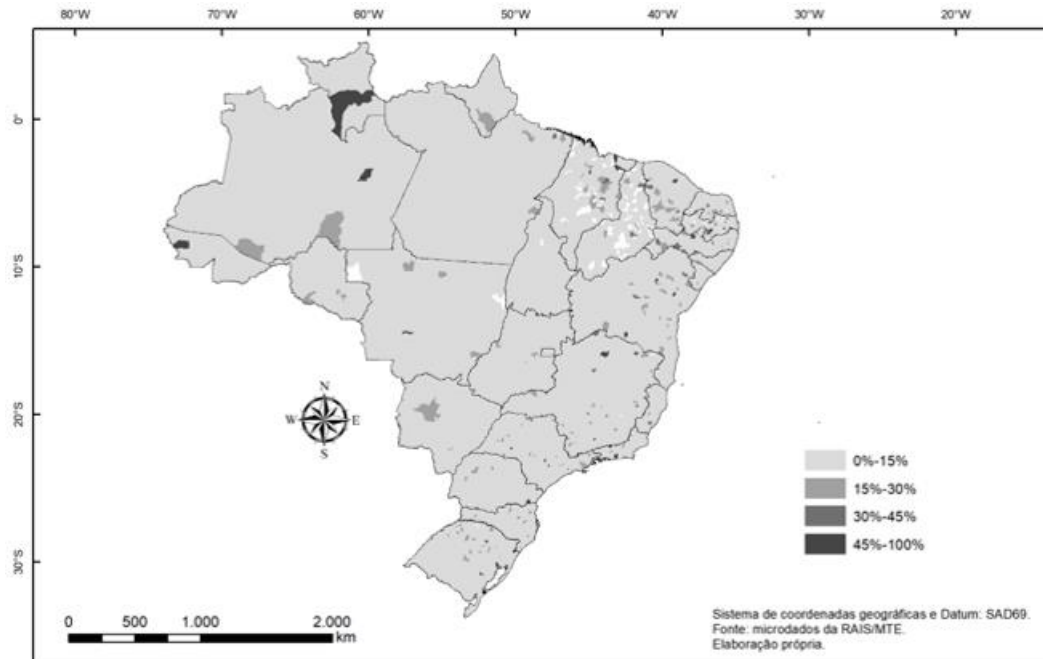 80°W 70°W 60°W 50°W 40°W 30°W 20°W
0°
10°S
20°S
30°S
N
W E
S
0%-15%
15%-30%
30%-45%
45%-100%
0 500 1.000 2.000
km
Sistema de coordenadas geográficas e Datum: SAD69.
Fonte: microdados da RAIS/MTE.
Elaboração própria.